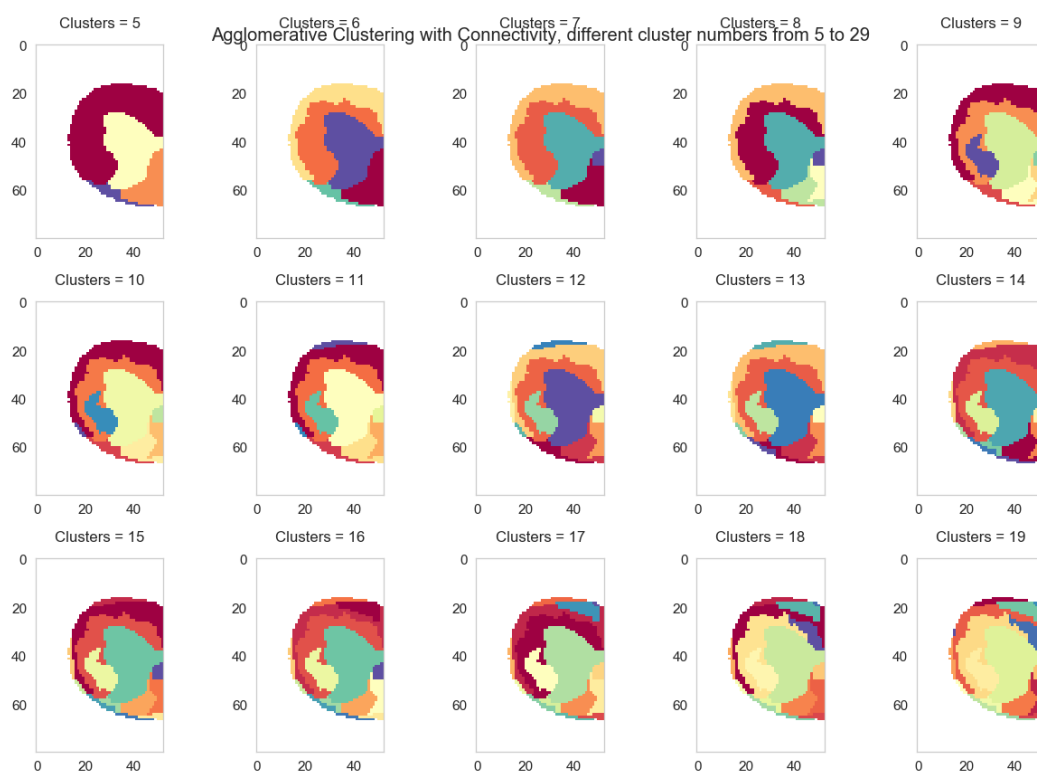 Clusters = 5 Clusters = 6 Clusters = 7 Clusters = 8 Clusters = 9
Agglomerative Clustering with Connectivity, different cluster numbers from 5 to 29
0 0 0 0 0
20 20 20 20 20
40 40 40 40 40
60 60 60 60 60
0 20 40 0 20 40 0 20 40 0 20 40 0 20 40
Clusters = 10 Clusters = 11 Clusters = 12 Clusters = 13 Clusters = 14
0 0 0 0 0
20 20 20 20 20
40 40 40 40 40
60 60 60 60 60
0 20 40 0 20 40 0 20 40 0 20 40 0 20 40
Clusters = 15 Clusters = 16 Clusters = 17 Clusters = 18 Clusters = 19
0 0 0 0 0
20 20 20 20 20
40 40 40 40 40
60 60 60 60 60
0 20 40 0 20 40 0 20 40 0 20 40 0 20 40